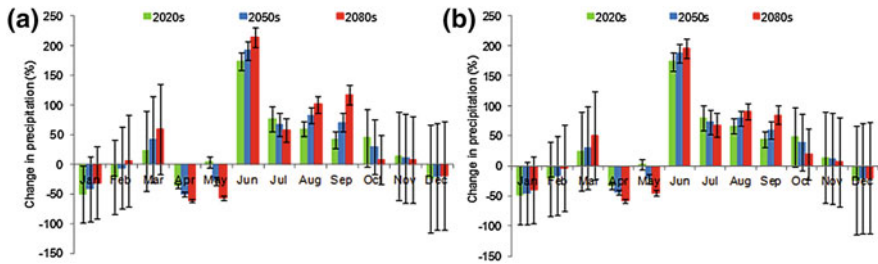 (a)
2020s 2050s 2080s
Change in precipitation (%)
250
200
150
100
50
0
-50
-100
-150
Jan Feb Mar Apr May Jun Jul Aug Sep Oct Nov Dec
(b)
2020s 2050s 2080s
Change in precipitation (%)
250
200
150
100
50
0
-50
-100
-150
Jan Feb Mar Apr May Jun Jul Aug Sep Oct Nov Dec